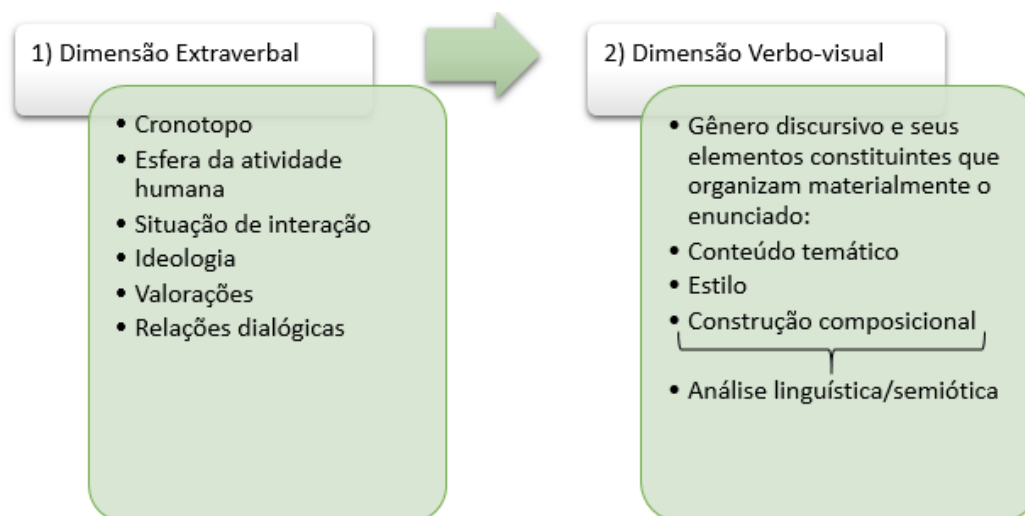 1) Dimensão Extraverbal
• Cronotopo
• Esfera da atividade
humana
• Situação de interação
• Ideologia
• Valorações
• Relações dialógicas
2) Dimensão Verbo-visual
• Gênero discursivo e seus
elementos constituintes que
organizam materialmente o
enunciado:
• Conteúdo temático
• Estilo
• Construção composicional
• Análise linguística/semiótica